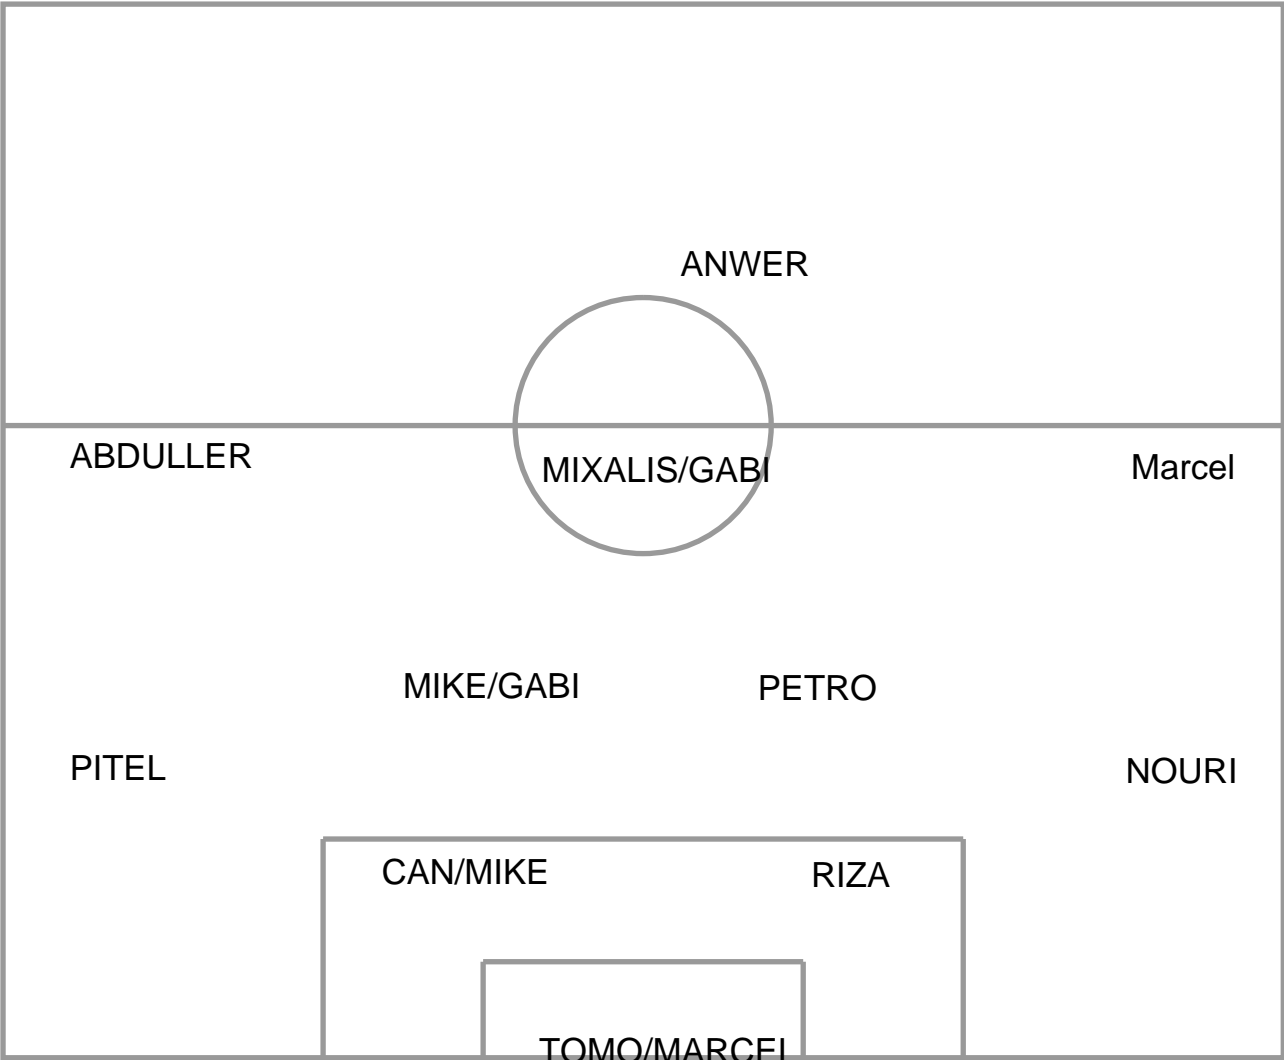 ANWER
ABDULLER
MIXALIS/GABI
Marcel
MIKE/GABI
PETRO
PITEL
NOURI
CAN/MIKE
RIZA
TOMO/MARCEL